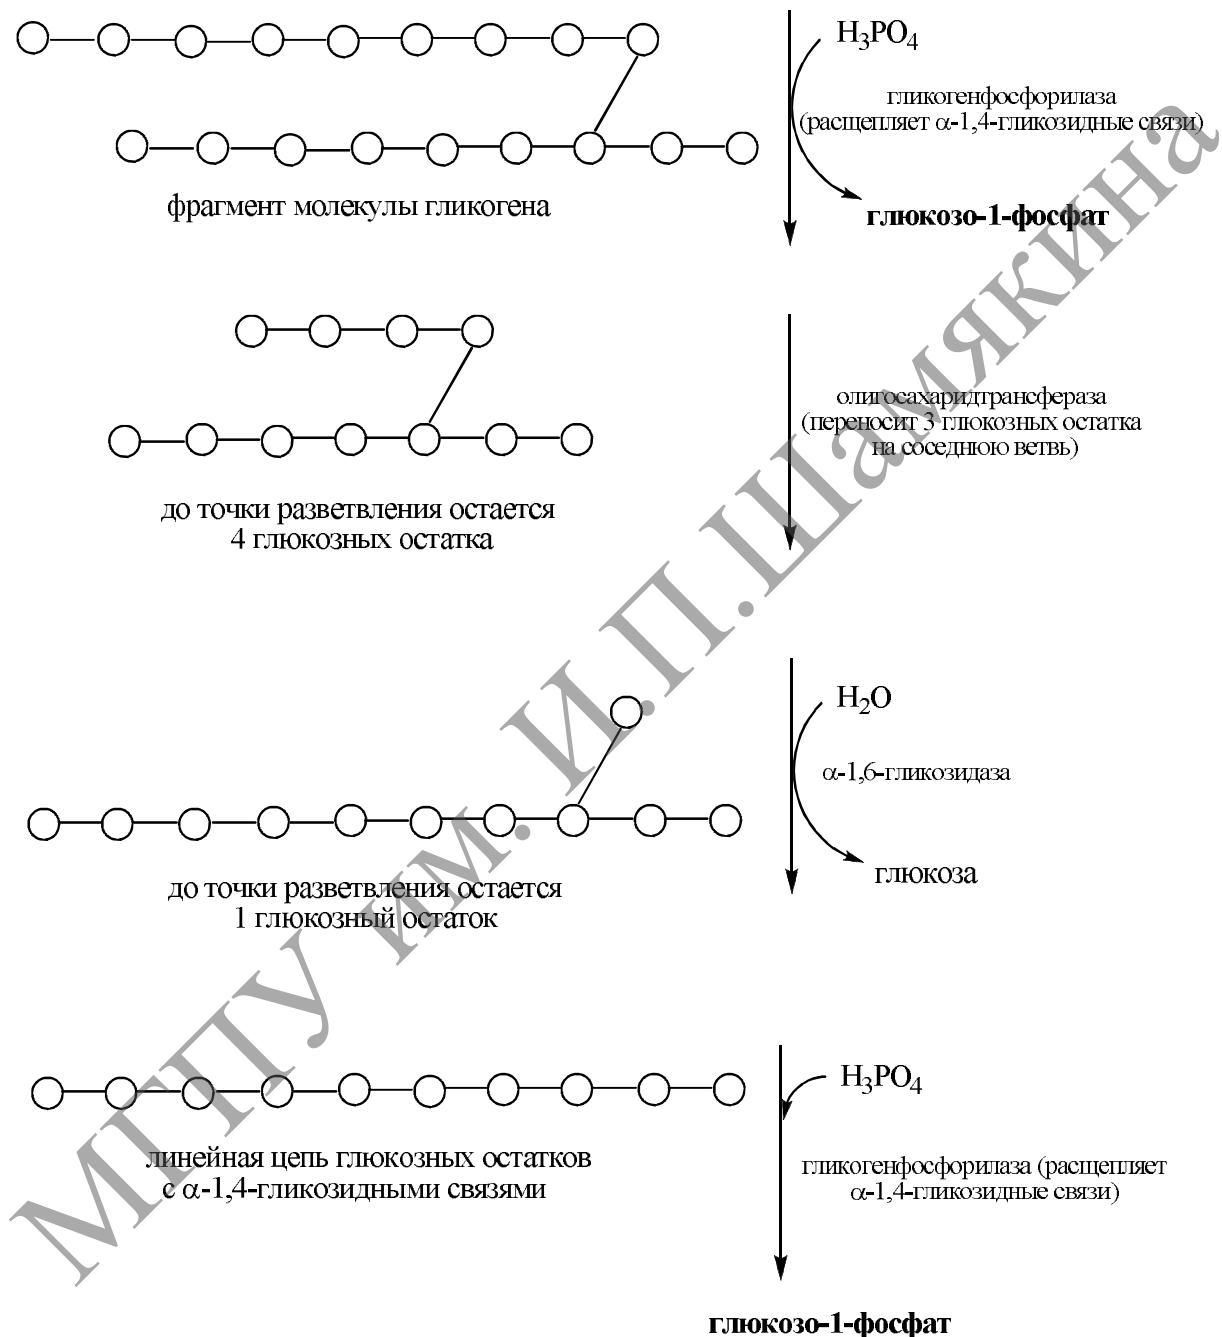 H₃PO₄
гликогенфосфорилаза
(расщепляет α-1,4-гликозидные связи)
глюкозо-1-фосфат
фрагмент молекулы гликогена
олигосахаридтрансфераза
(переносит 3 глюкозных остатка
на соседнюю ветвь)
до точки разветвления остается
4 глюкозных остатка
H₂O
α-1,6-гликозидаза
глюкоза
до точки разветвления остается
1 глюкозный остаток
H₃PO₄
гликогенфосфорилаза (расщепляет
α-1,4-гликозидные связи)
линейная цепь глюкозных остатков
с α-1,4-гликозидными связями
глюкозо-1-фосфат
МГПУ им. И.П.Шамякина